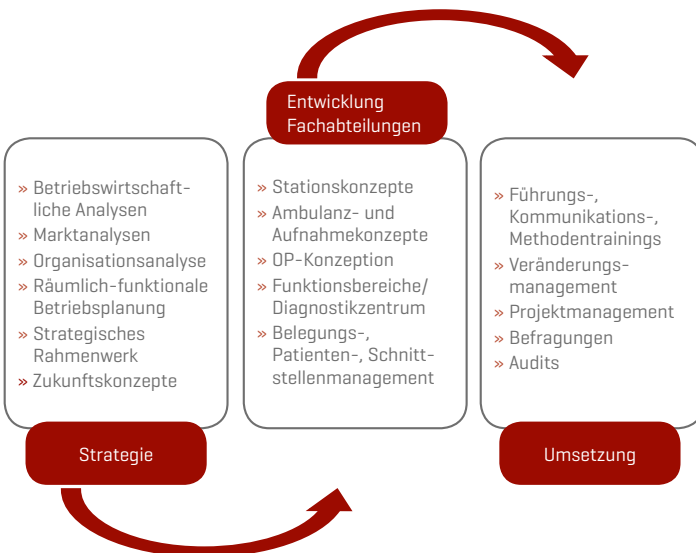 Entwicklung
Fachabteilungen
» Betriebswirtschaft-
liche Analysen
» Marktanalysen
» Organisationsanalyse
» Räumlich-funktionale
Betriebsplanung
» Strategisches
Rahmenwerk
» Zukunftskonzepte
Strategie
» Stationskonzepte
» Ambulanz- und
Aufnahmekonzepte
» OP-Konzeption
» Funktionsbereiche/
Diagnostikzentrum
» Belegungs-,
Patienten-, Schnitt-
stellenmanagement
» Führungs-,
Kommunikations-,
Methodentrainings
» Veränderungs-
management
» Projektmanagement
» Befragungen
» Audits
Umsetzung